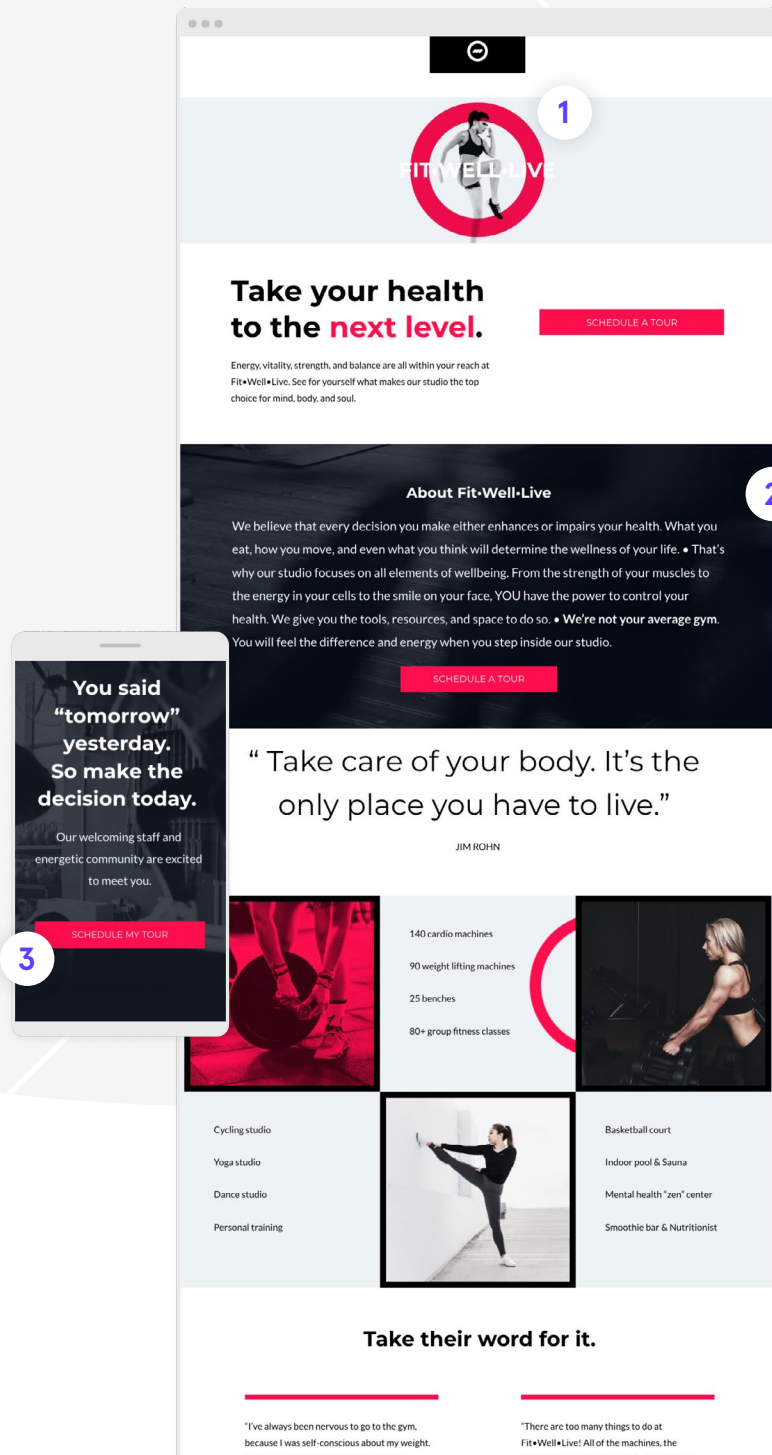 1
FIT•WELL•LIVE
Take your health
to the next level.
SCHEDULE A TOUR
Energy, vitality, strength, and balance are all within your reach at
Fit•Well•Live. See for yourself what makes our studio the top
choice for mind, body, and soul.
2
About Fit•Well•Live
We believe that every decision you make either enhances or impairs your health. What you
eat, how you move, and even what you think will determine the wellness of your life. • That’s
why our studio focuses on all elements of wellbeing. From the strength of your muscles to
the energy in your cells to the smile on your face, YOU have the power to control your
health. We give you the tools, resources, and space to do so. • We’re not your average gym.
You will feel the difference and energy when you step inside our studio.
SCHEDULE A TOUR
You said
“tomorrow”
yesterday.
So make the
decision today.
Our welcoming staff and
energetic community are excited
to meet you.
SCHEDULE MY TOUR
3
“ Take care of your body. It’s the
only place you have to live.”
JIM ROHN
140 cardio machines
90 weight lifting machines
25 benches
80+ group fitness classes
Cycling studio
Yoga studio
Dance studio
Personal training
Basketball court
Indoor pool & Sauna
Mental health “zen” center
Smoothie bar & Nutritionist
Take their word for it.
“I’ve always been nervous to go to the gym,
because I was self-conscious about my weight.
“There are too many things to do at
Fit•Well•Live! All of the machines, the